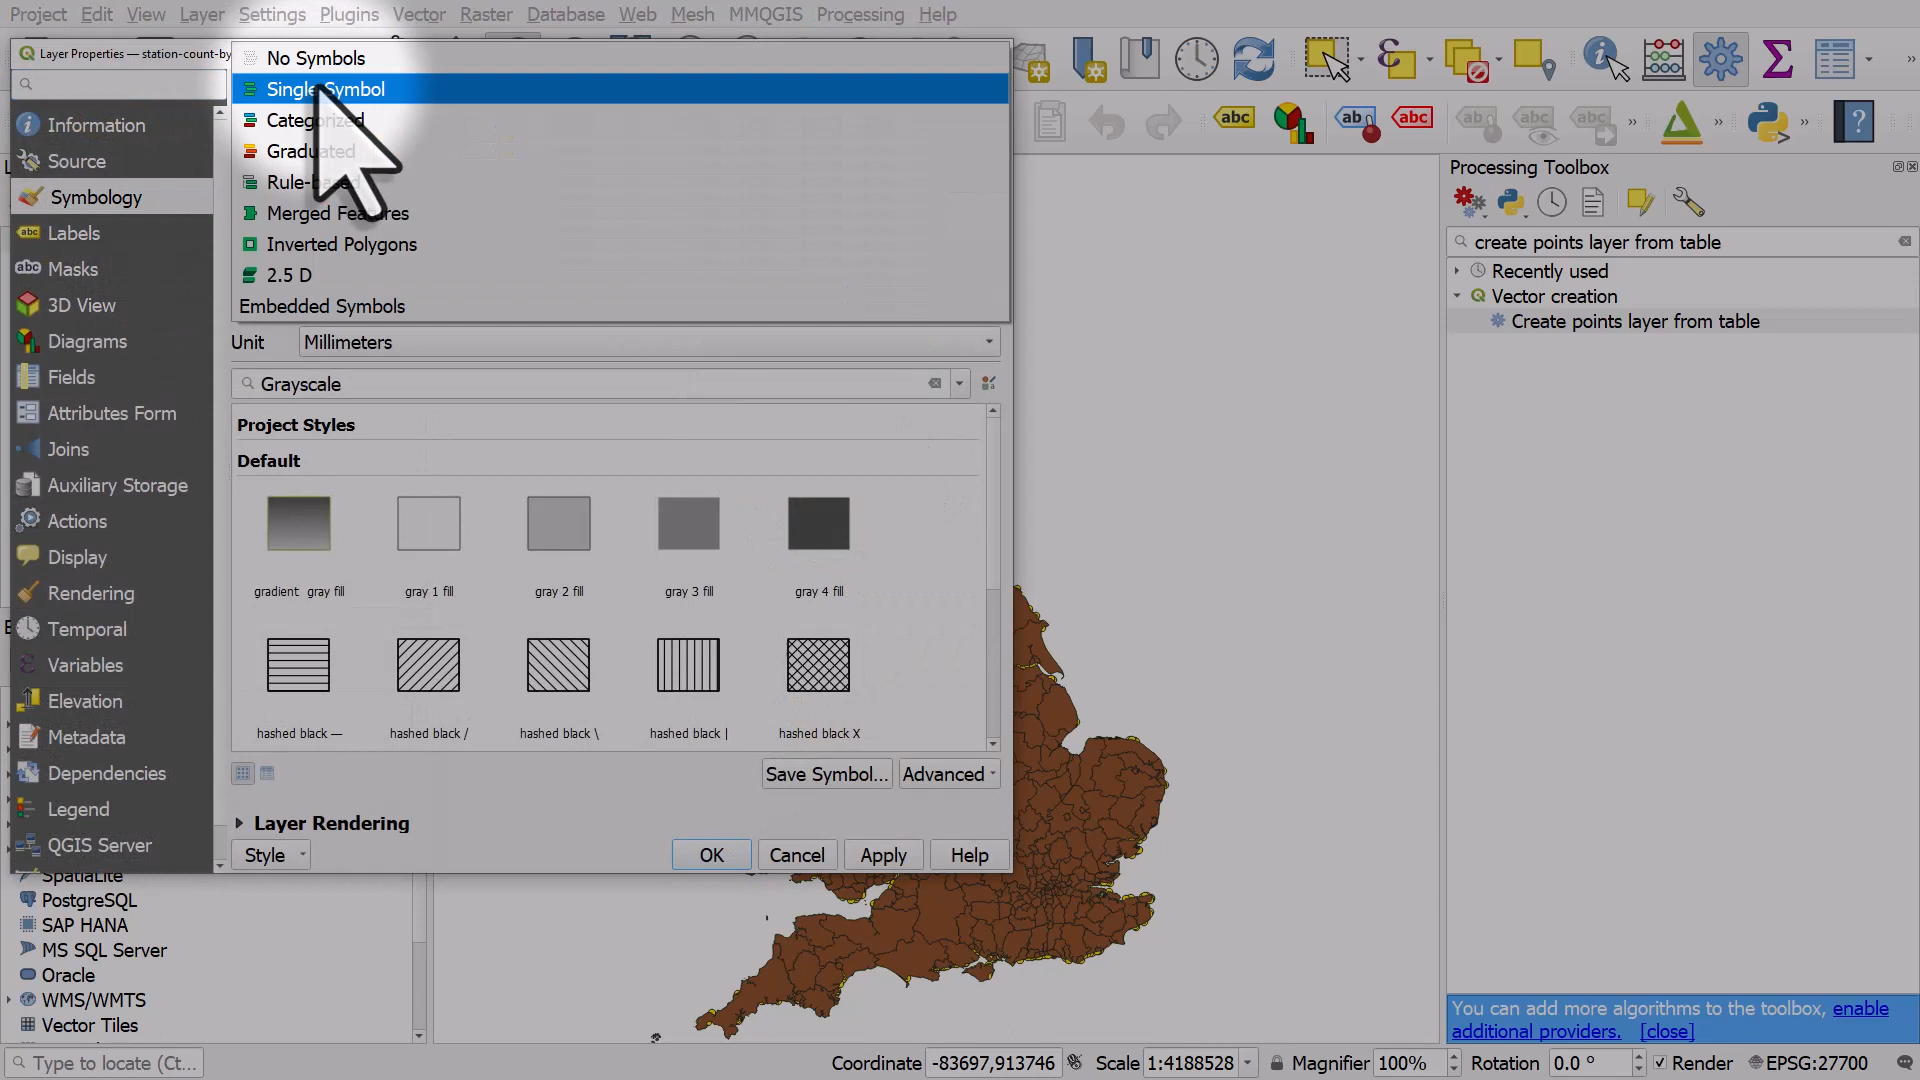 Project Edit View Layer Settings Plugins Vector Raster Database Web Mesh MMQGIS Processing Help
Layer Properties — station-count-by
No Symbols
Single Symbol
Categorized
Graduated
Merged Features
Inverted Polygons
2.5 D
Embedded Symbols
Information
Source
Symbology
Labels
Masks
3D View
Diagrams
Fields
Attributes Form
Joins
Auxiliary Storage
Actions
Display
Rendering
Temporal
Variables
Elevation
Metadata
Dependencies
Legend
QGIS Server
Unit Millimeters
Grayscale
Project Styles
Default
gradient gray fill gray 1 fill gray 2 fill gray 3 fill gray 4 fill
hashed black — hashed black / hashed black \ hashed black | hashed black X
Save Symbol... Advanced
Layer Rendering
Style OK Cancel Apply Help
abc abc
Processing Toolbox
create points layer from table
Recently used
Vector creation
Create points layer from table
SpatiaLite
PostgreSQL
SAP HANA
MS SQL Server
Oracle
WMS/WMTS
Vector Tiles
You can add more algorithms to the toolbox, enable
additional providers. [close]
Type to locate (Ct... Coordinate -83697,913746 Scale 1:4188528 Magnifier 100% Rotation 0.0 ° Render EPSG:27700